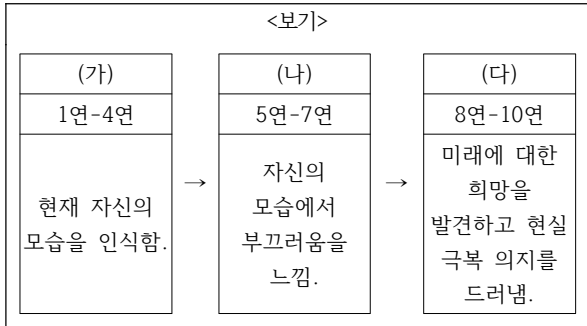 <보기>
(가)
1연-4연
현재 자신의
모습을 인식함.
→
(나)
5연-7연
자신의
모습에서
부끄러움을
느낌.
→
(다)
8연-10연
미래에 대한
희망을
발견하고 현실
극복 의지를
드러냄.